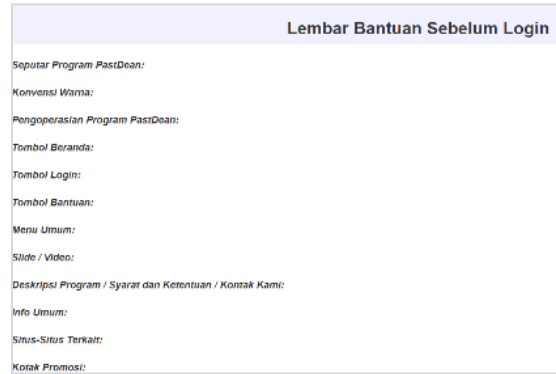 Lembar Bantuan Sebelum Login
Seputar Program PastDean:
Konvensi Warna:
Pengoperasian Program PastDean:
Tombol Beranda:
Tombol Login:
Tombol Bantuan:
Menu Umum:
Slide / Video:
Deskripsi Program / Syarat dan Ketentuan / Kontak Kami:
Info Umum:
Situs-Situs Terkait:
Kotak Promosi: